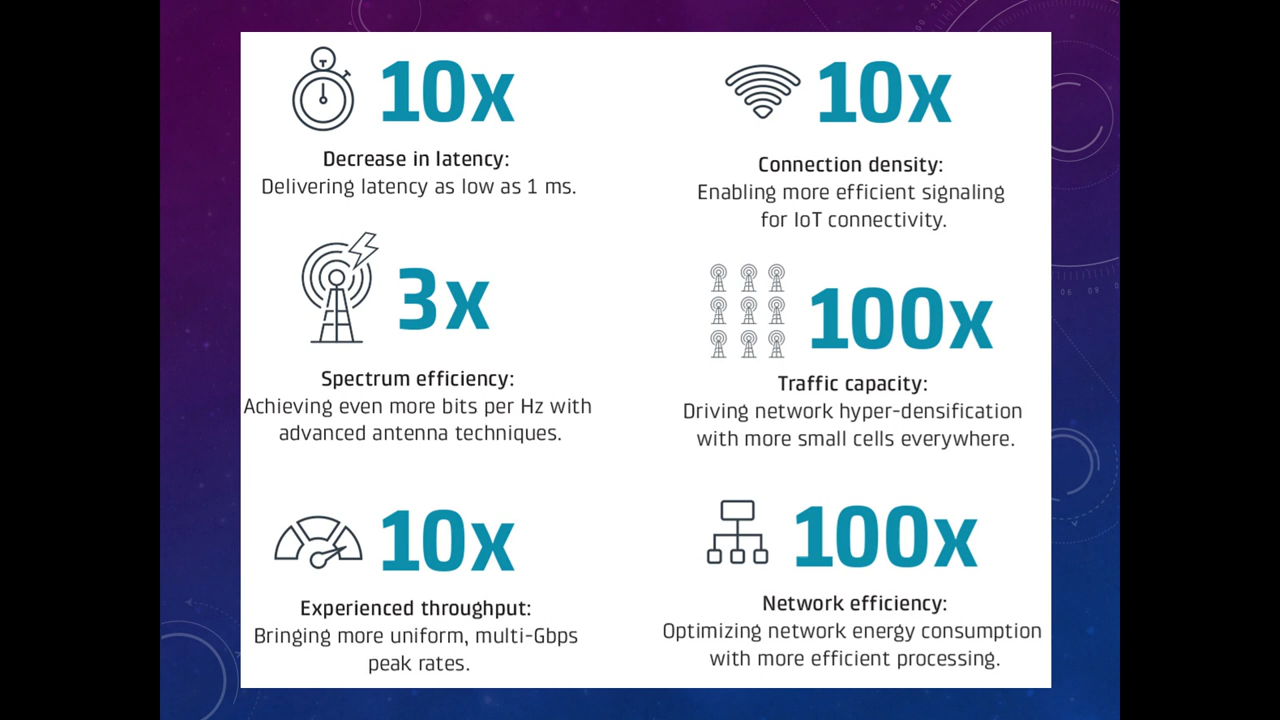 10x
Decrease in latency:
Delivering latency as low as 1 ms.
10x
Connection density:
Enabling more efficient signaling
for IoT connectivity.
3x
Spectrum efficiency:
Achieving even more bits per Hz with
advanced antenna techniques.
100x
Traffic capacity:
Driving network hyper-densification
with more small cells everywhere.
10x
Experienced throughput:
Bringing more uniform, multi-Gbps
peak rates.
100x
Network efficiency:
Optimizing network energy consumption
with more efficient processing.